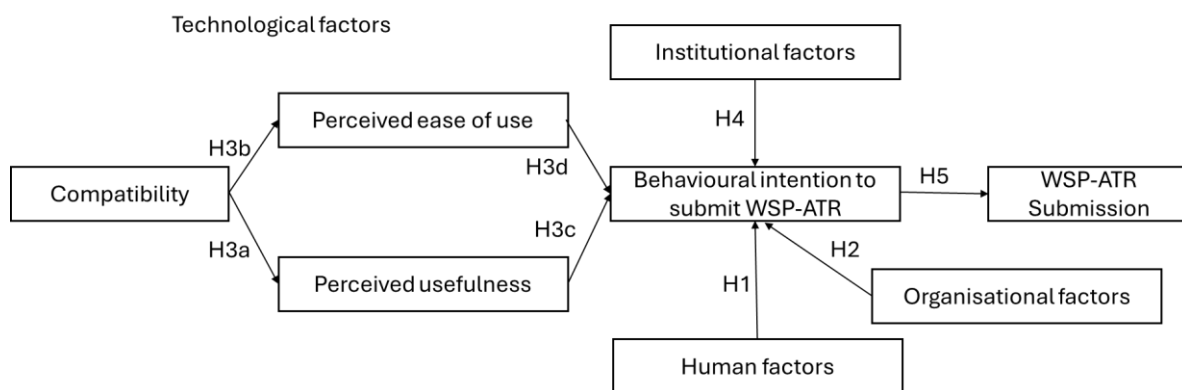 Technological factors
Institutional factors
H4
Perceived ease of use
H3b
H3d
Compatibility
Behavioural intention to
submit WSP-ATR
H5
WSP-ATR
Submission
H3a
H3c
H2
Perceived usefulness
H1
Organisational factors
Human factors